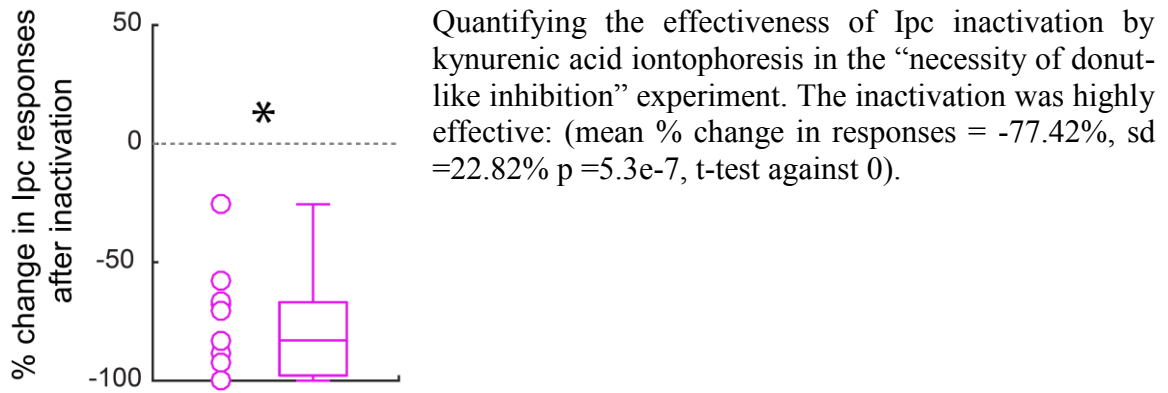 % change in Ipc responses
after inactivation
50
0
-50
-100
*
Quantifying the effectiveness of Ipc inactivation by
kynurenic acid iontophoresis in the “necessity of donut-
like inhibition” experiment. The inactivation was highly
effective: (mean % change in responses = -77.42%, sd
=22.82% p =5.3e-7, t-test against 0).